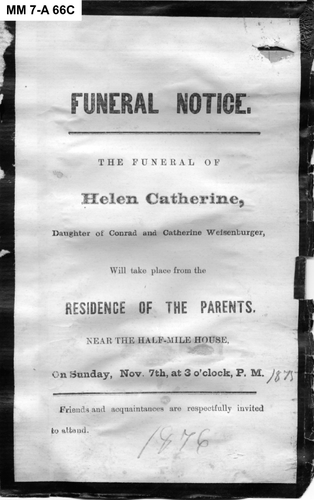 MM 7-A 66C
FUNERAL NOTICE.
THE FUNERAL OF
Helen Catherine,
Daughter of Conrad and Catherine Weisenburger,
Will take place from the
RESIDENCE OF THE PARENTS.
NEAR THE HALF-MILE HOUSE,
On Sunday, Nov. 7th, at 3 o'clock, P. M. 1875
Friends and acquaintances are respectfully invited
to attend.
1876